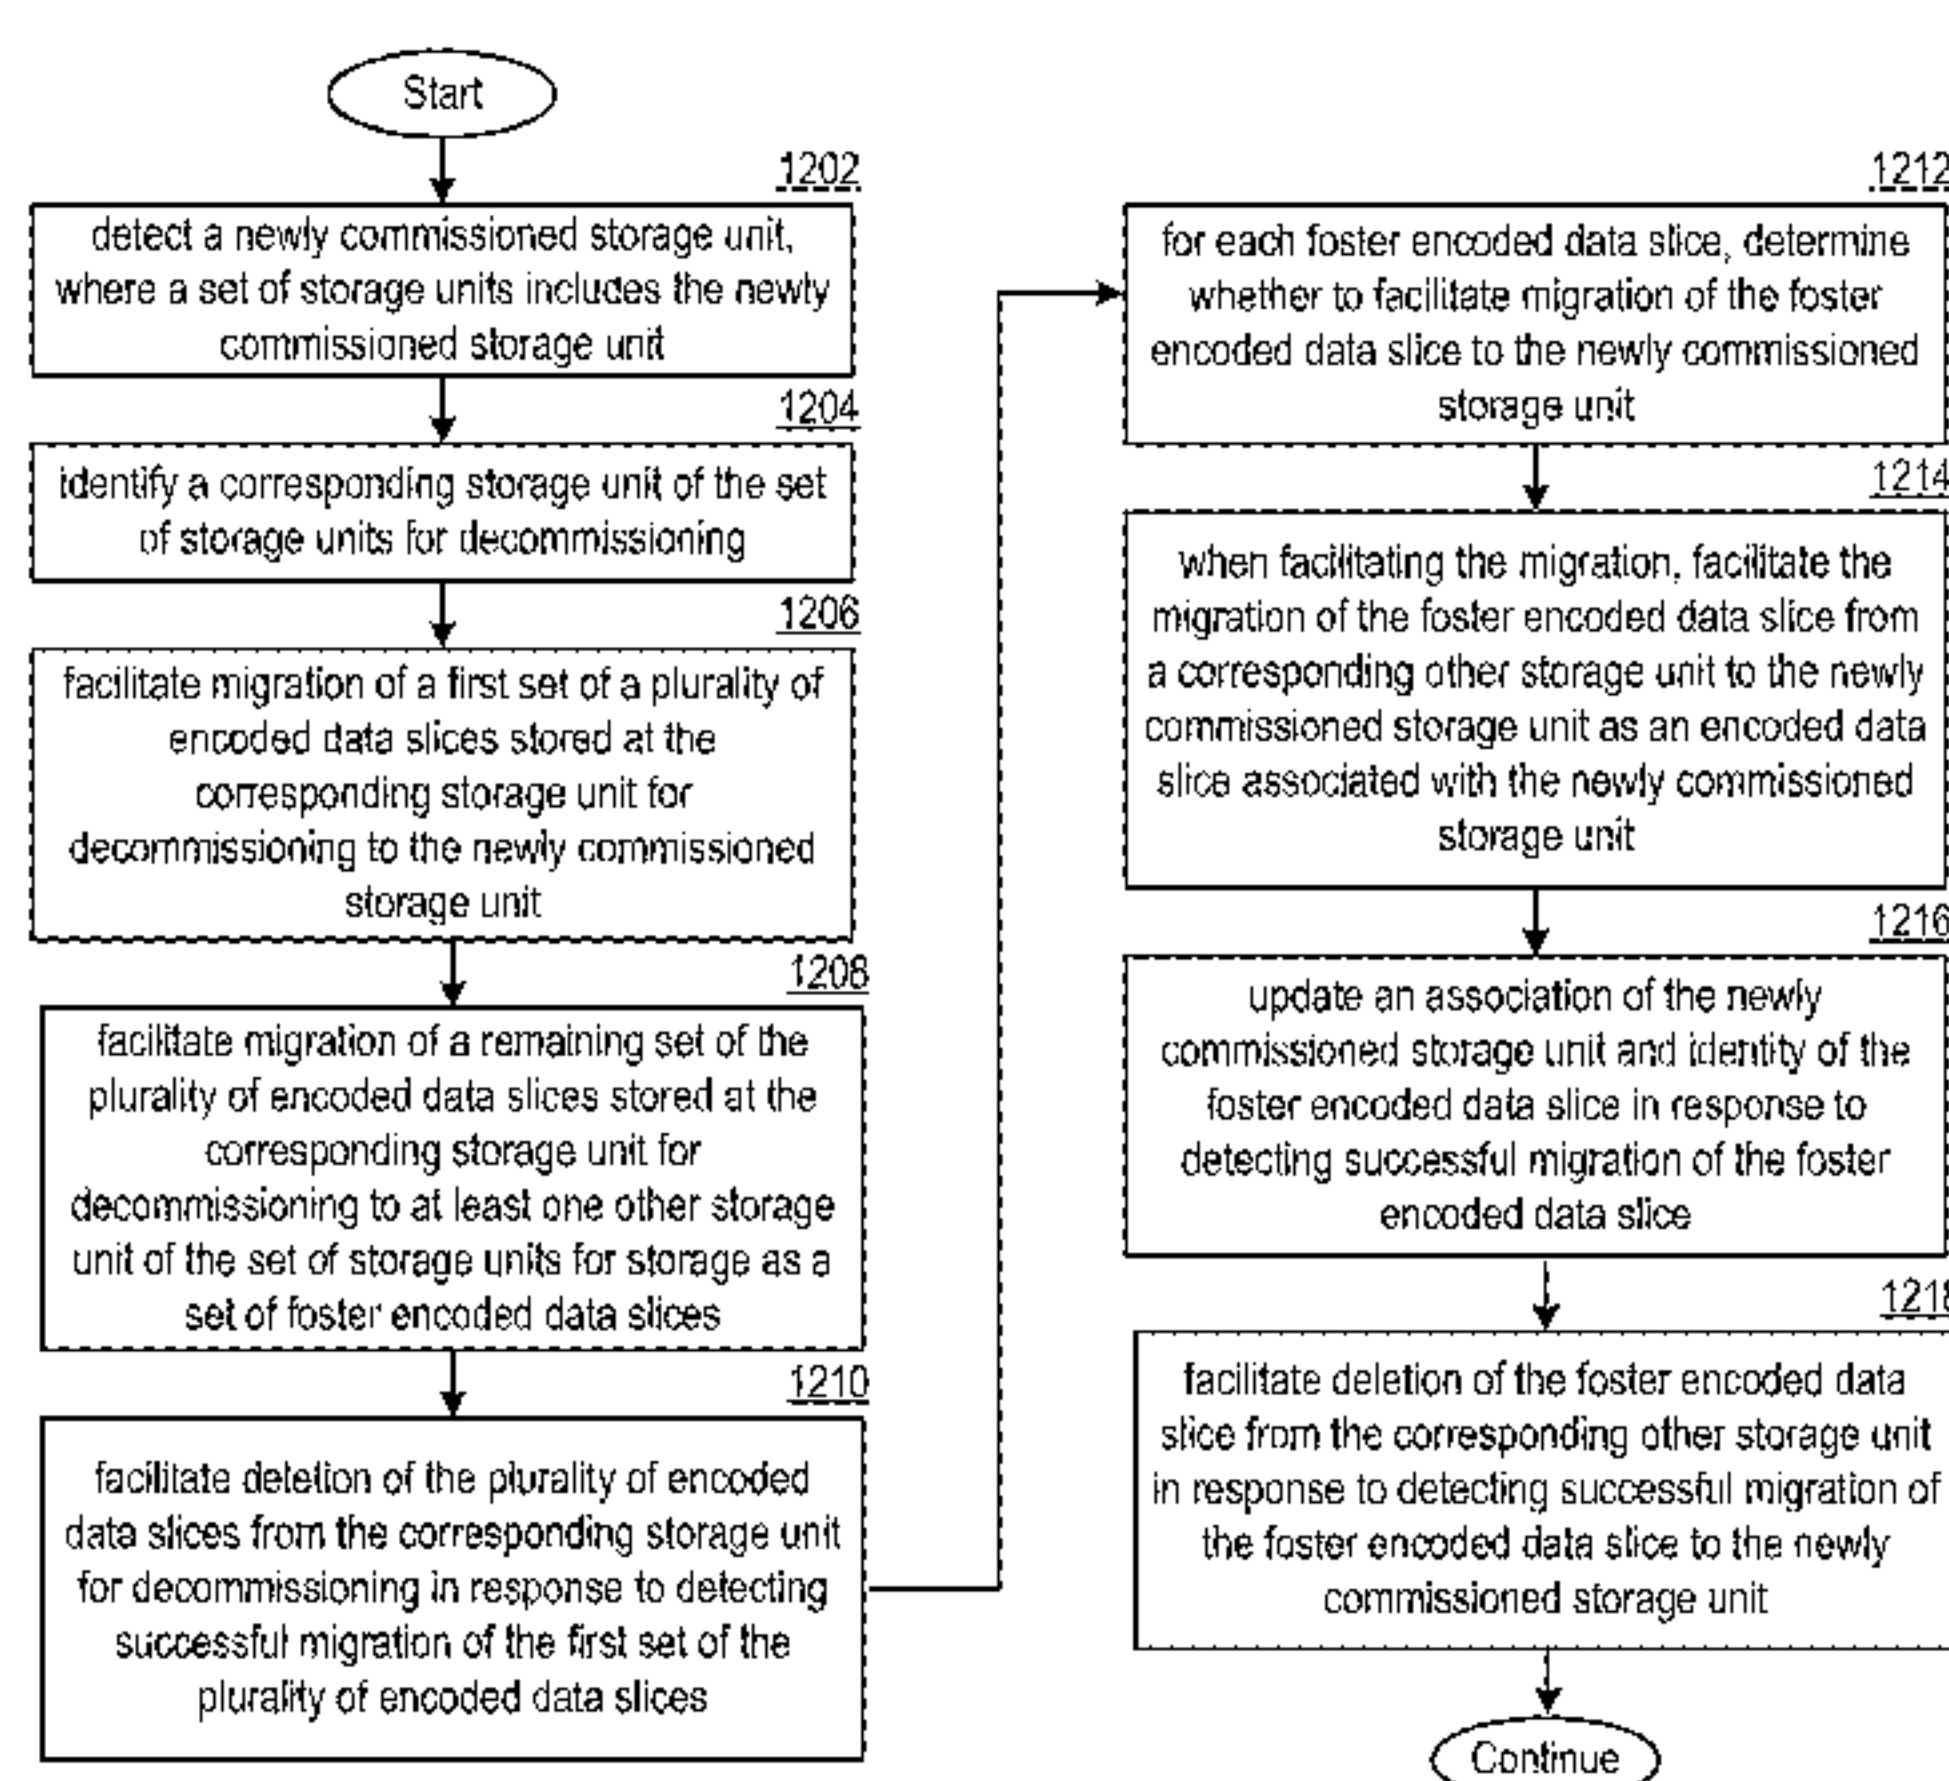 Start
1202
detect a newly commissioned storage unit,
where a set of storage units includes the newly
commissioned storage unit
1204
identify a corresponding storage unit of the set
of storage units for decommissioning
1206
facilitate migration of a first set of a plurality of
encoded data slices stored at the
corresponding storage unit for
decommissioning to the newly commissioned
storage unit
1208
facilitate migration of a remaining set of the
plurality of encoded data slices stored at the
corresponding storage unit for
decommissioning to at least one other storage
unit of the set of storage units for storage as a
set of foster encoded data slices
1210
facilitate deletion of the plurality of encoded
data slices from the corresponding storage unit
for decommissioning in response to detecting
successful migration of the first set of the
plurality of encoded data slices
1212
for each foster encoded data slice, determine
whether to facilitate migration of the foster
encoded data slice to the newly commissioned
storage unit
1214
when facilitating the migration, facilitate the
migration of the foster encoded data slice from
a corresponding other storage unit to the newly
commissioned storage unit as an encoded data
slice associated with the newly commissioned
storage unit
1216
update an association of the newly
commissioned storage unit and identity of the
foster encoded data slice in response to
detecting successful migration of the foster
encoded data slice
1218
facilitate deletion of the foster encoded data
slice from the corresponding other storage unit
in response to detecting successful migration of
the foster encoded data slice to the newly
commissioned storage unit
Continue